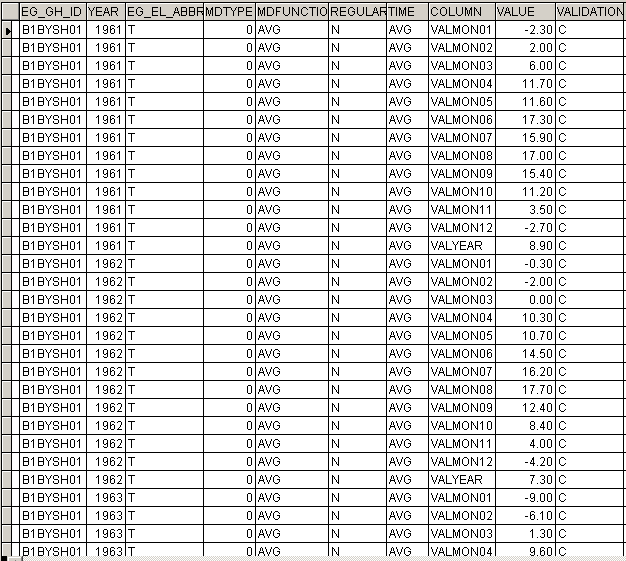 EG_GH_ID YEAR EG_EL_ABBR MDTYPE MDFUNCTIO REGULAR TIME COLUMN VALUE VALIDATION
B1BYSH01 1961 T 0 AVG N AVG VALMON01 -2.30 C
B1BYSH01 1961 T 0 AVG N AVG VALMON02 2.00 C
B1BYSH01 1961 T 0 AVG N AVG VALMON03 6.00 C
B1BYSH01 1961 T 0 AVG N AVG VALMON04 11.70 C
B1BYSH01 1961 T 0 AVG N AVG VALMON05 11.60 C
B1BYSH01 1961 T 0 AVG N AVG VALMON06 17.30 C
B1BYSH01 1961 T 0 AVG N AVG VALMON07 15.90 C
B1BYSH01 1961 T 0 AVG N AVG VALMON08 17.00 C
B1BYSH01 1961 T 0 AVG N AVG VALMON09 15.40 C
B1BYSH01 1961 T 0 AVG N AVG VALMON10 11.20 C
B1BYSH01 1961 T 0 AVG N AVG VALMON11 3.50 C
B1BYSH01 1961 T 0 AVG N AVG VALMON12 -2.70 C
B1BYSH01 1961 T 0 AVG N AVG VALYEAR 8.90 C
B1BYSH01 1962 T 0 AVG N AVG VALMON01 -0.30 C
B1BYSH01 1962 T 0 AVG N AVG VALMON02 -2.00 C
B1BYSH01 1962 T 0 AVG N AVG VALMON03 0.00 C
B1BYSH01 1962 T 0 AVG N AVG VALMON04 10.30 C
B1BYSH01 1962 T 0 AVG N AVG VALMON05 10.70 C
B1BYSH01 1962 T 0 AVG N AVG VALMON06 14.50 C
B1BYSH01 1962 T 0 AVG N AVG VALMON07 16.20 C
B1BYSH01 1962 T 0 AVG N AVG VALMON08 17.70 C
B1BYSH01 1962 T 0 AVG N AVG VALMON09 12.40 C
B1BYSH01 1962 T 0 AVG N AVG VALMON10 8.40 C
B1BYSH01 1962 T 0 AVG N AVG VALMON11 4.00 C
B1BYSH01 1962 T 0 AVG N AVG VALMON12 -4.20 C
B1BYSH01 1962 T 0 AVG N AVG VALYEAR 7.30 C
B1BYSH01 1963 T 0 AVG N AVG VALMON01 -9.00 C
B1BYSH01 1963 T 0 AVG N AVG VALMON02 -6.10 C
B1BYSH01 1963 T 0 AVG N AVG VALMON03 1.30 C
B1BYSH01 1963 T 0 AVG N AVG VALMON04 9.60 C